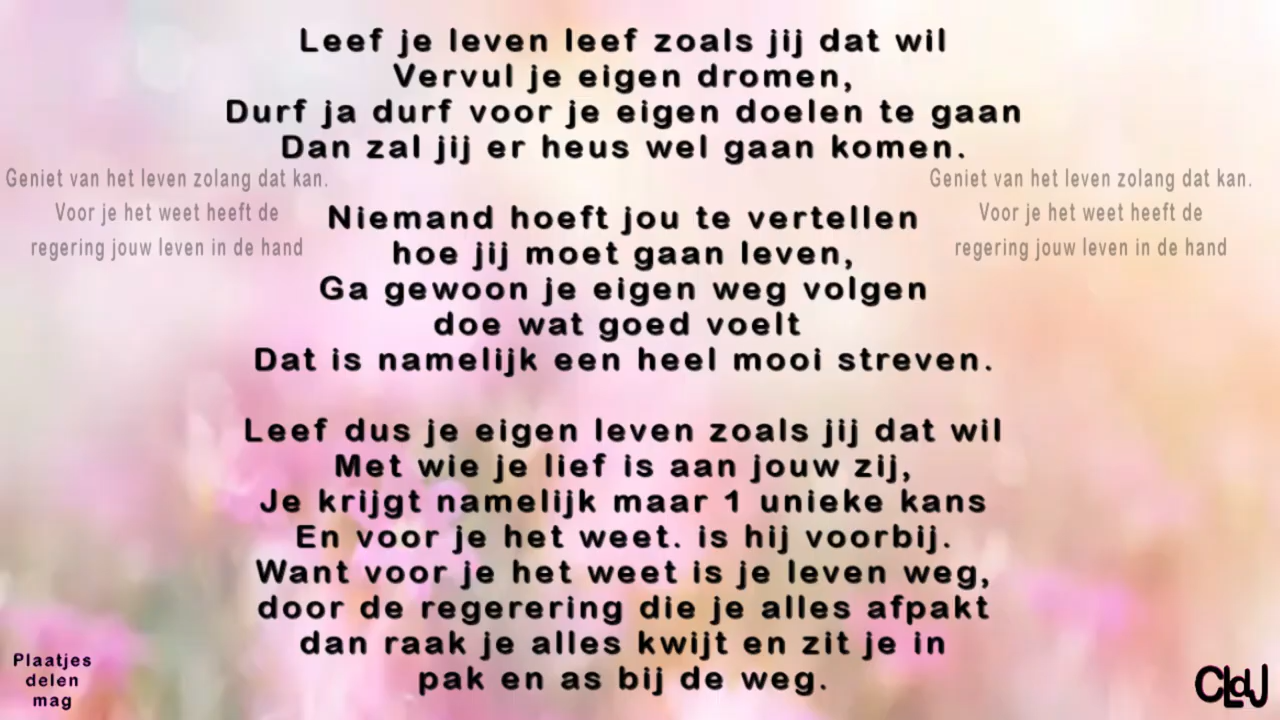 Leef je leven leef zoals jij dat wil
Vervul je eigen dromen,
Durf ja durf voor je eigen doelen te gaan
Dan zal jij er heus wel gaan komen.
Geniet van het leven zolang dat kan.
Voor je het weet heeft de
regering jouw leven in de hand
Geniet van het leven zolang dat kan.
Voor je het weet heeft de
regering jouw leven in de hand
Niemand hoeft jou te vertellen
hoe jij moet gaan leven,
Ga gewoon je eigen weg volgen
doe wat goed voelt
Dat is namelijk een heel mooi streven.
Leef dus je eigen leven zoals jij dat wil
Met wie je lief is aan jouw zij,
Je krijgt namelijk maar 1 unieke kans
En voor je het weet. is hij voorbij.
Want voor je het weet is je leven weg,
door de regerering die je alles afpakt
dan raak je alles kwijt en zit je in
pak en as bij de weg.
Plaatjes
delen
mag
CLdJ